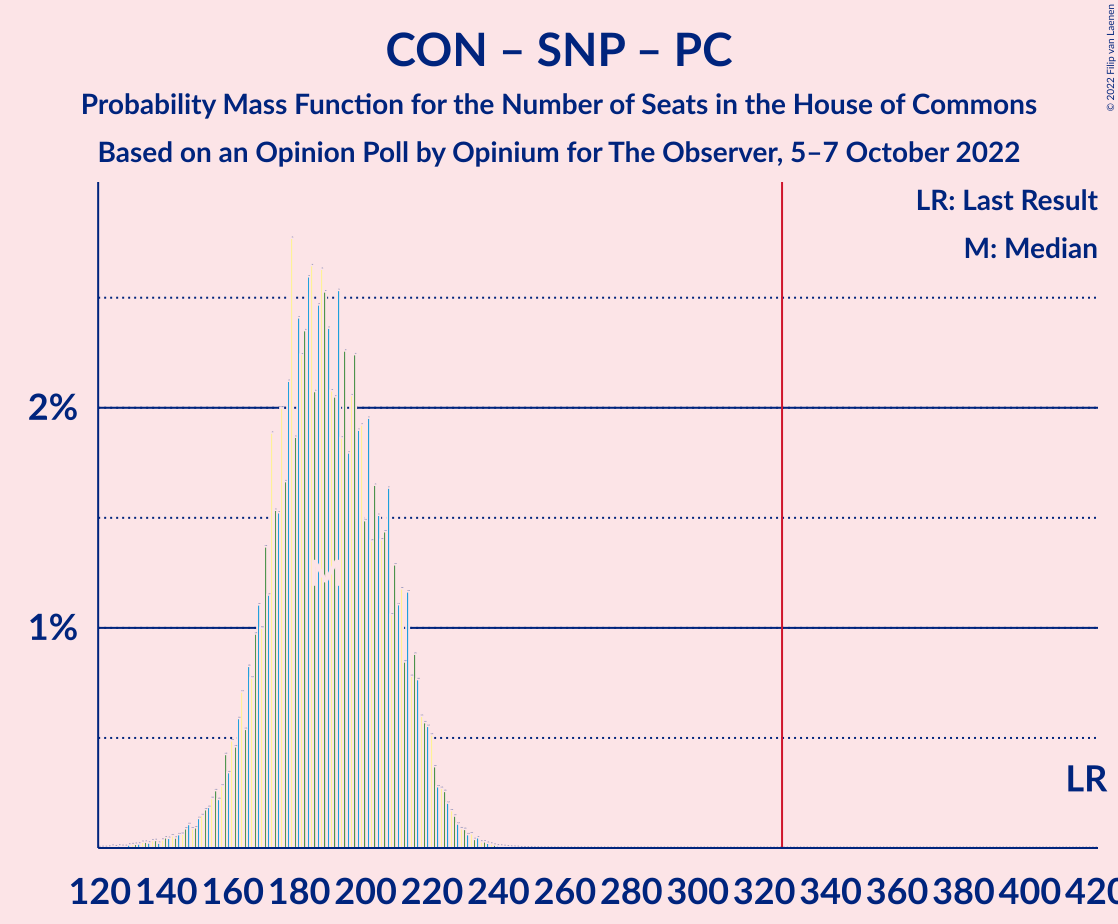 CON – SNP – PC
Probability Mass Function for the Number of Seats in the House of Commons
Based on an Opinion Poll by Opinium for The Observer, 5–7 October 2022
© 2022 Filip van Laenen
LR: Last Result
M: Median
2%
1%
M
LR
120 140 160 180 200 220 240 260 280 300 320 340 360 380 400 420